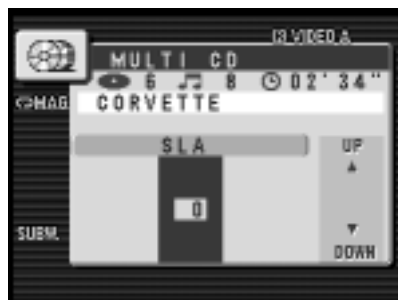 VIDEO A
MULTI CD
6 8 02'34"
MAG
CORVETTE
SLA UP
0
SUBW.
DOWN